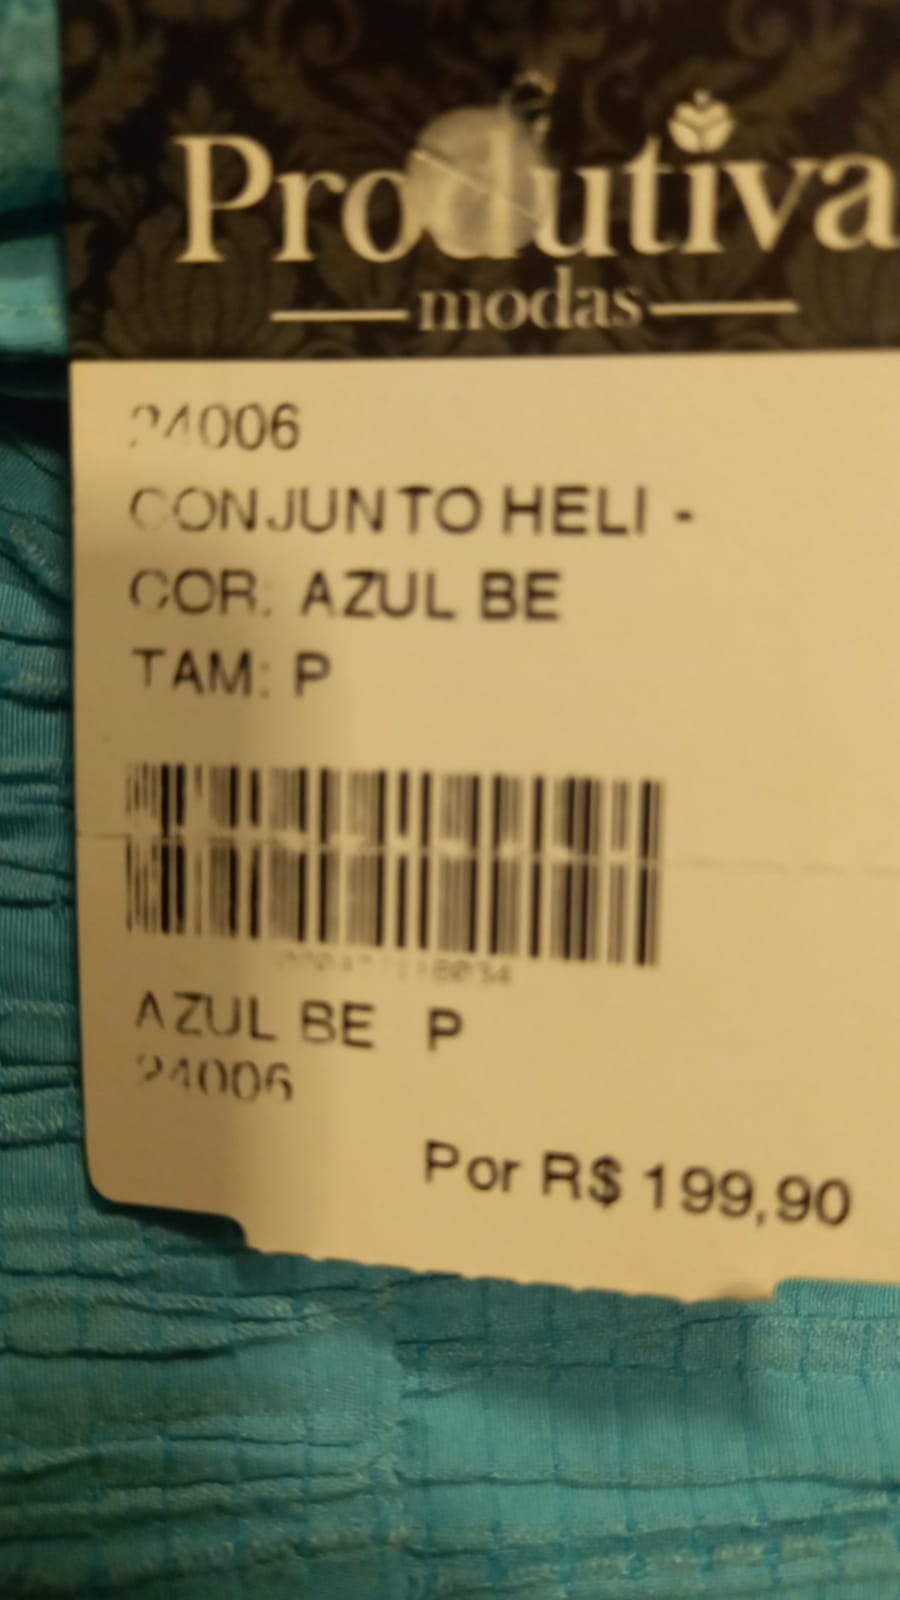 Produtiva
modas
24006
CONJUNTO HELI -
COR: AZUL BE
TAM: P
AZUL BE P
24006
Por R$ 199,90